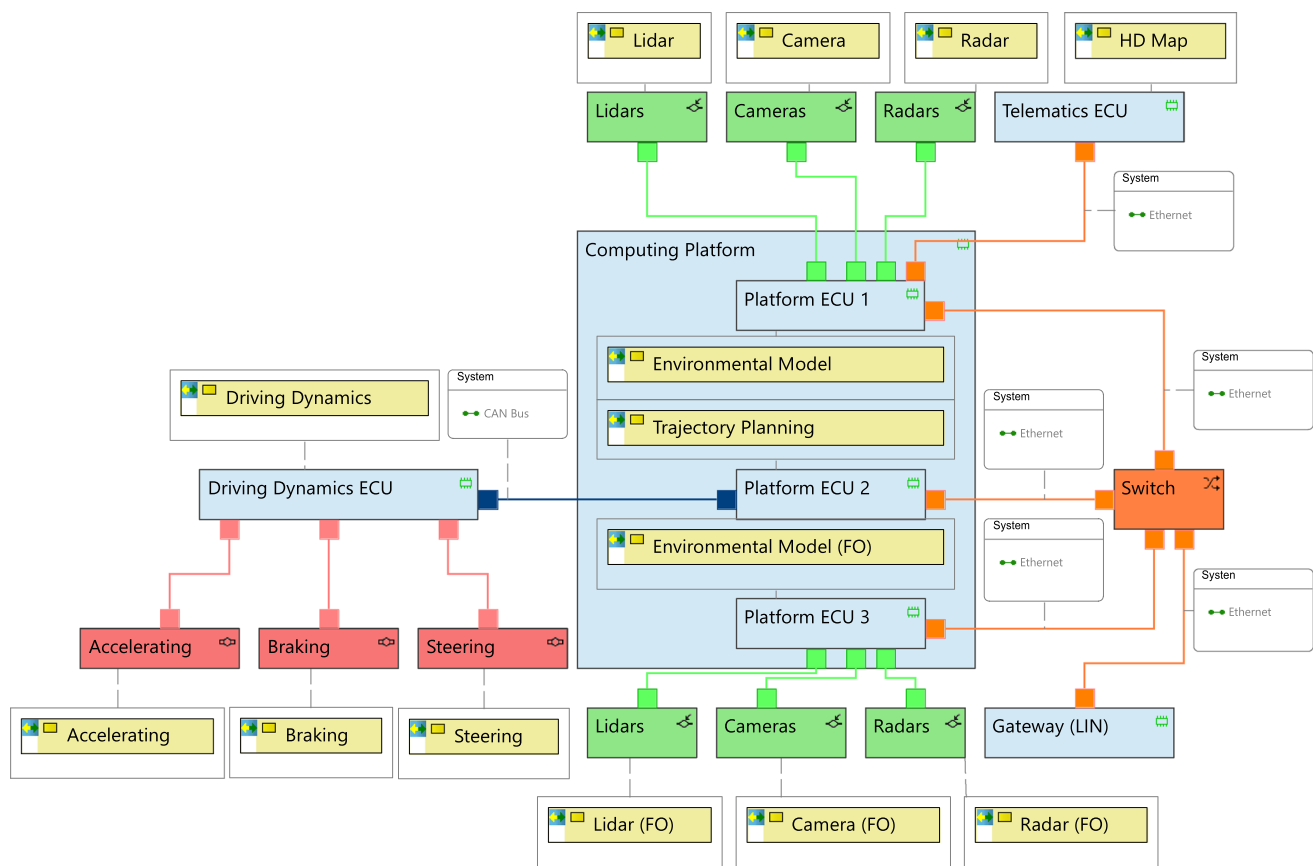 Lidar
Camera
Radar
HD Map
Lidars
Cameras
Radars
Telematics ECU
System
Ethernet
Computing Platform
Platform ECU 1
Environmental Model
System
Ethernet
Driving Dynamics
System
CAN Bus
System
Ethernet
Trajectory Planning
Driving Dynamics ECU
Platform ECU 2
Switch
System
Ethernet
Environmental Model (FO)
Systen
Ethernet
Platform ECU 3
Accelerating
Braking
Steering
Lidars
Cameras
Radars
Gateway (LIN)
Accelerating
Braking
Steering
Lidar (FO)
Camera (FO)
Radar (FO)